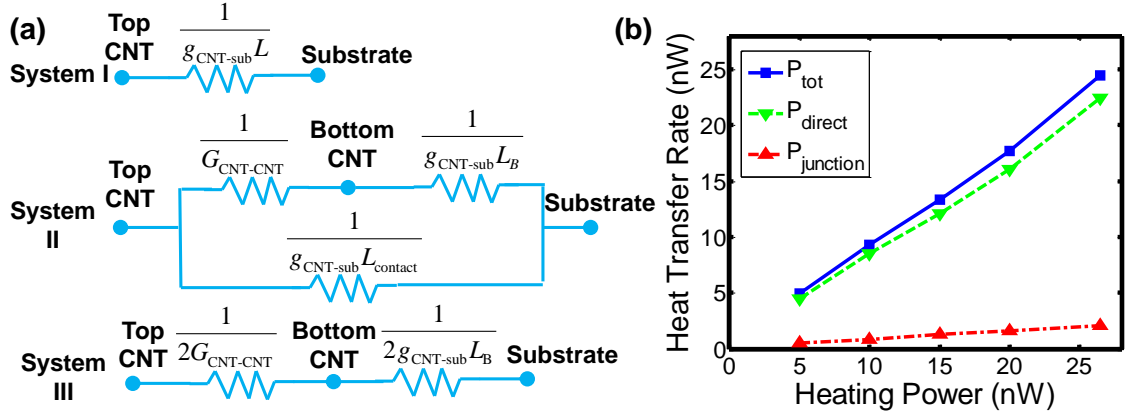 (a)
Top
CNT
1
g_CNT-sub L
Substrate
System I
Top
CNT
1
G_CNT-CNT
Bottom
CNT
1
g_CNT-sub L_B
System
II
Substrate
1
g_CNT-sub L_contact
System
III
Top
CNT
1
2G_CNT-CNT
Bottom
CNT
1
2g_CNT-sub L_B
Substrate
(b)
Heat Transfer Rate (nW)
25
20
15
10
5
0
P_tot
P_direct
P_junction
0 5 10 15 20 25
Heating Power (nW)